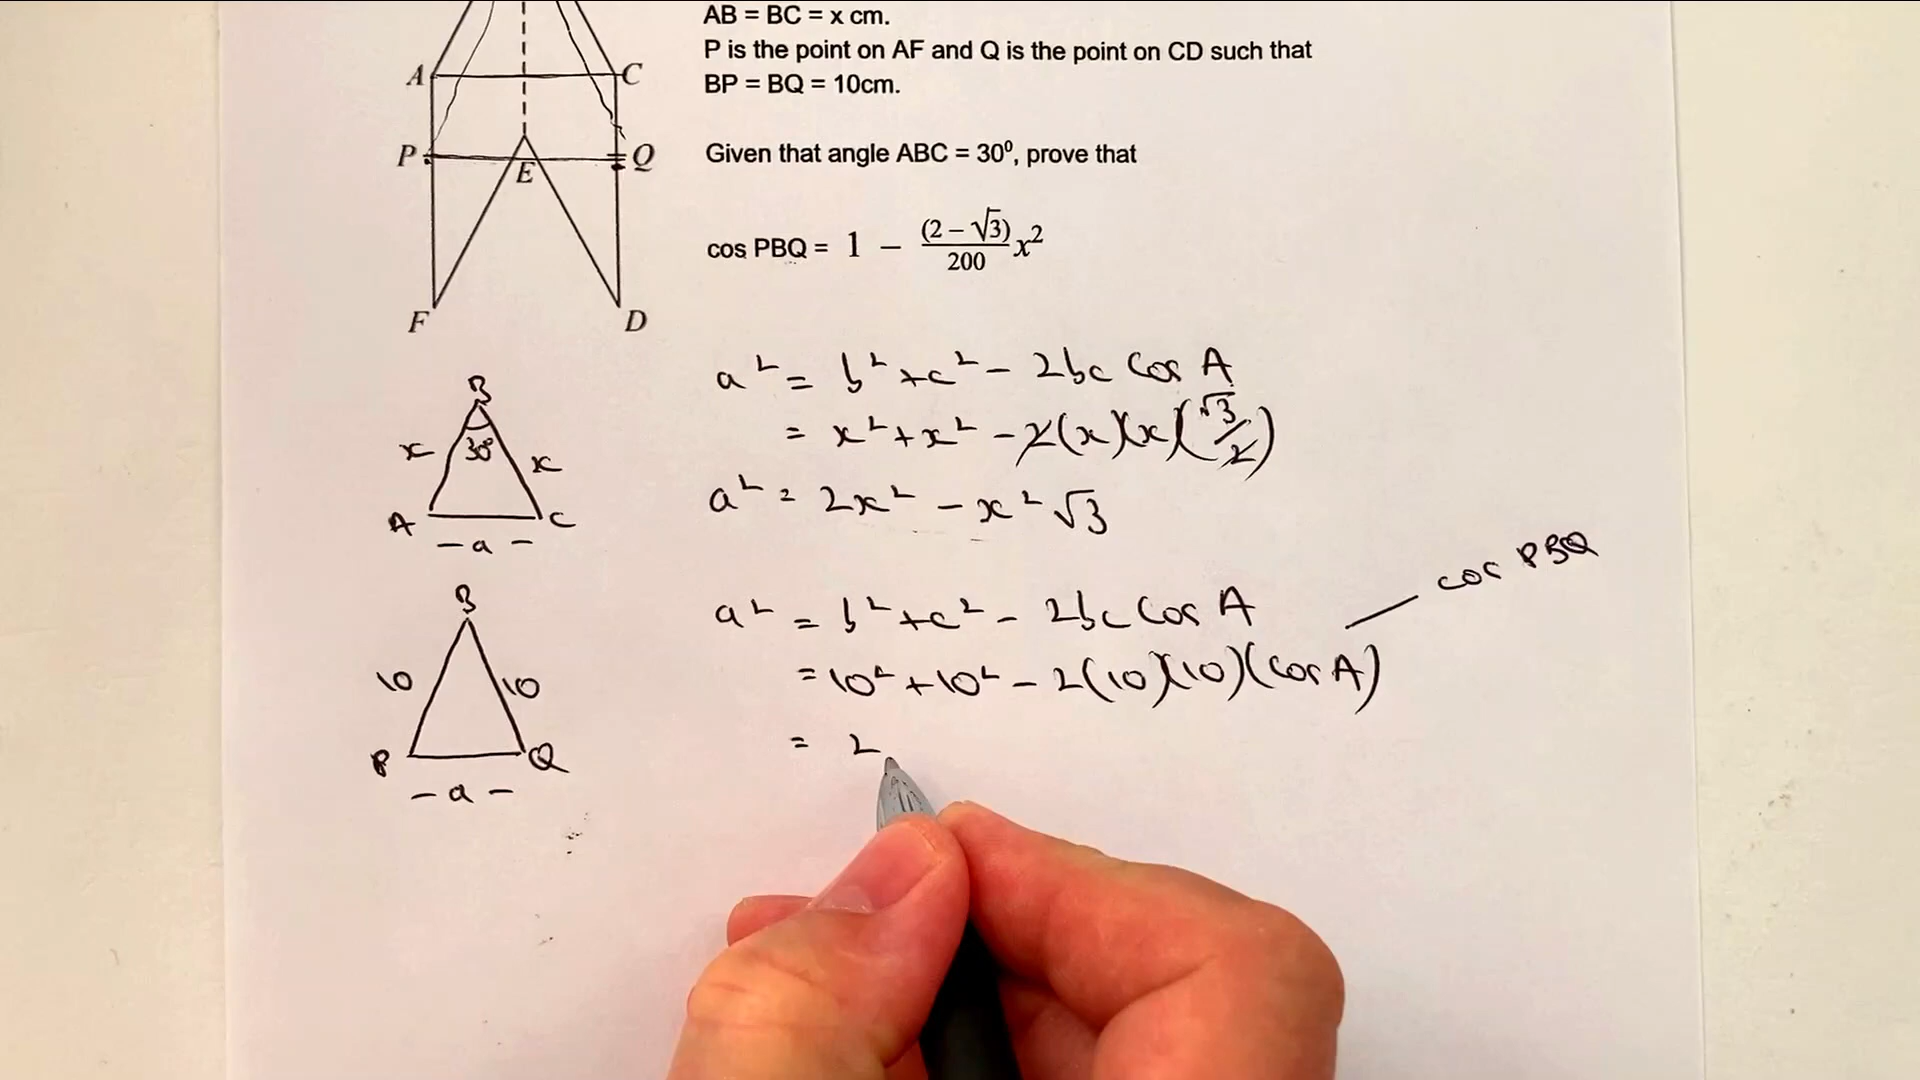 AB = BC = x cm.
P is the point on AF and Q is the point on CD such that
BP = BQ = 10cm.
A C
P Q
E
Given that angle ABC = 30⁰, prove that
cos PBQ = 1 − (2 − √3)/200 x²
F D
a² = b² + c² − 2bc Cos A
= x² + x² − 2(x)(x)(√3/2)
a² = 2x² − x²√3
B
30°
x x
A C
– a –
cos PBQ
a² = b² + c² − 2bc Cos A
= 10² + 10² − 2(10)(10)(Cos A)
= 2
B
10 10
P Q
– a –